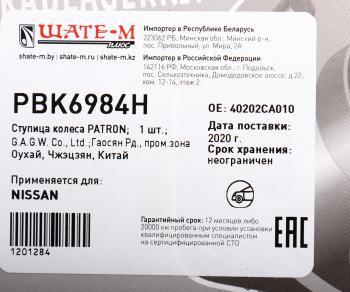 ШАТЕ-М
ПЛЮС
shate-m.by shate-m.ru shate-m.kz
Импортер в Республике Беларусь
223062 РБ, Минская обл., Минский р-н,
пос. Привольный, ул. Мира, 2А
Импортер в Российской Федерации
142116 РФ, Московская обл., г. Подольск,
пос. Сельхозтехника, Домодедовское шоссе, д.22,
ком. 12-14, этаж 2
PBK6984H
OE: 40202CA010
Ступица колеса PATRON; 1 шт.;
G.A.G.W. Co., Ltd.;Гаосян Рд., пром.зона
Оухай, Чжэцзян, Китай
Дата поставки:
2020 г.
Срок хранения:
неограничен
Применяется для:
NISSAN
Гарантийный срок: 12 месяцев либо
20000 км пробега при условии установки
квалифицированным специалистом
на сертифицированной СТО
EAC
1201284